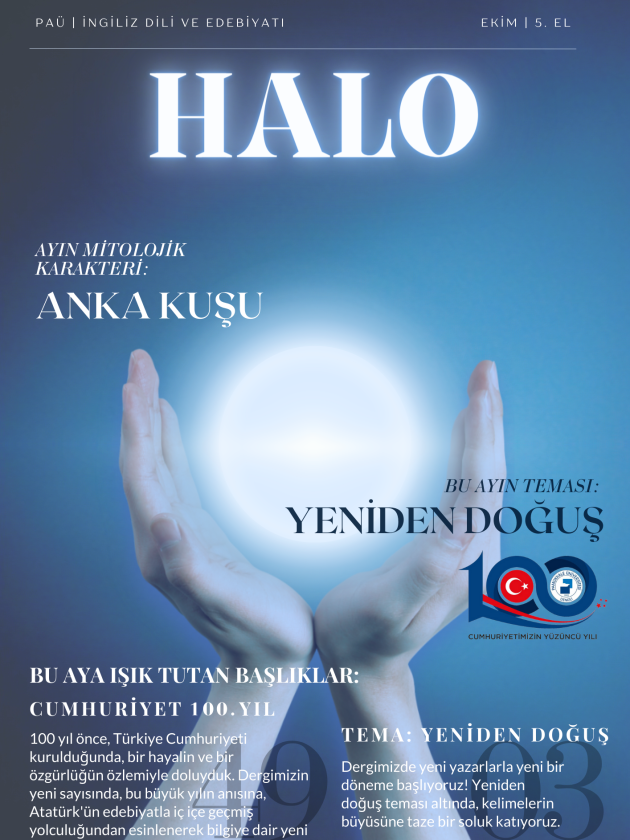 PAÜ | İNGİLİZ DİLİ VE EDEBİYATI
EKİM | 5. EL
HALO
AYIN MİTOLOJİK
KARAKTERİ:
ANKA KUŞU
BU AYIN TEMASI:
YENİDEN DOĞUŞ
100
CUMHURİYETİMİZİN YÜZÜNCÜ YILI
BU AYA IŞIK TUTAN BAŞLIKLAR:
CUMHURİYET 100.YIL
100 yıl önce, Türkiye Cumhuriyeti
kurulduğunda, bir hayalin ve bir
özgürlüğün özlemiyle doluyduk. Dergimizin
yeni sayısında, bu büyük yılın anısına,
Atatürk'ün edebiyatla iç içe geçmiş
yolculuğundan esinlenerek bilgiye dair yeni
49
TEMA: YENİDEN DOĞUŞ
Dergimizde yeni yazarlarla yeni bir
döneme başlıyoruz! Yeniden
doğuş teması altında, kelimelerin
büyüsüne taze bir soluk katıyoruz.
03